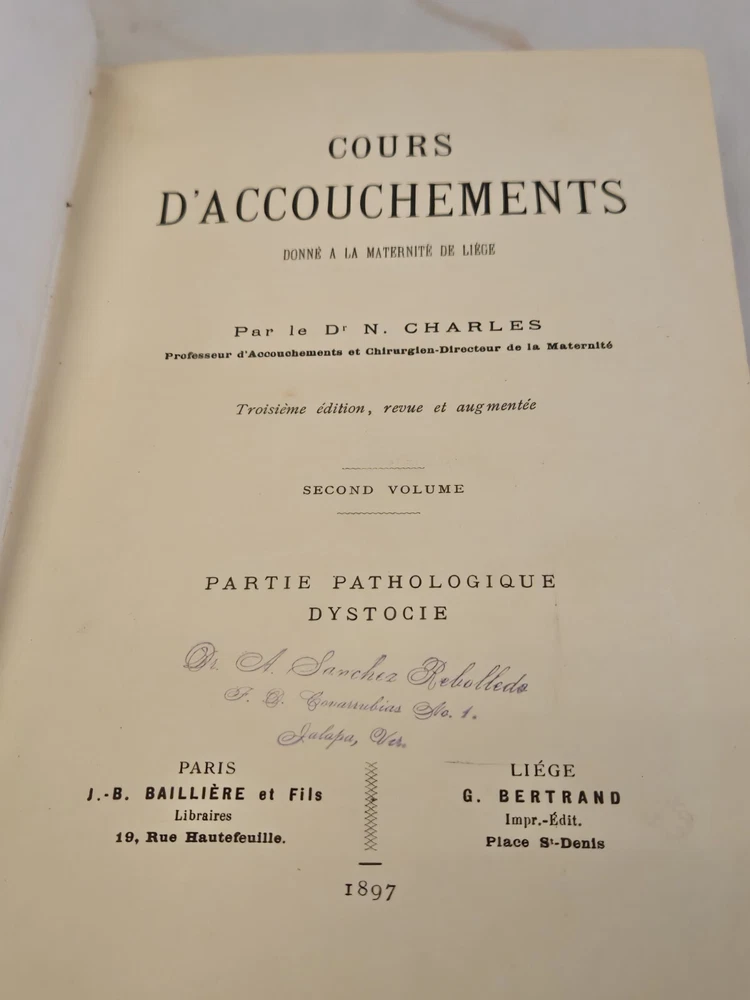 COURS
D'ACCOUCHEMENTS
DONNÉ A LA MATERNITÉ DE LIÉGE
Par le Dr N. CHARLES
Professeur d'Accouchements et Chirurgien-Directeur de la Maternité
Troisième édition, revue et augmentée
SECOND VOLUME
PARTIE PATHOLOGIQUE
DYSTOCIE
Dr. A. Sanchez Rebolledo
F. D. Covarrubias No. 1.
Jalapa, Ver.
PARIS
J.-B. BAILLIÈRE et Fils
Libraires
19, Rue Hautefeuille.
LIÉGE
G. BERTRAND
Impr.-Édit.
Place St-Denis
1897